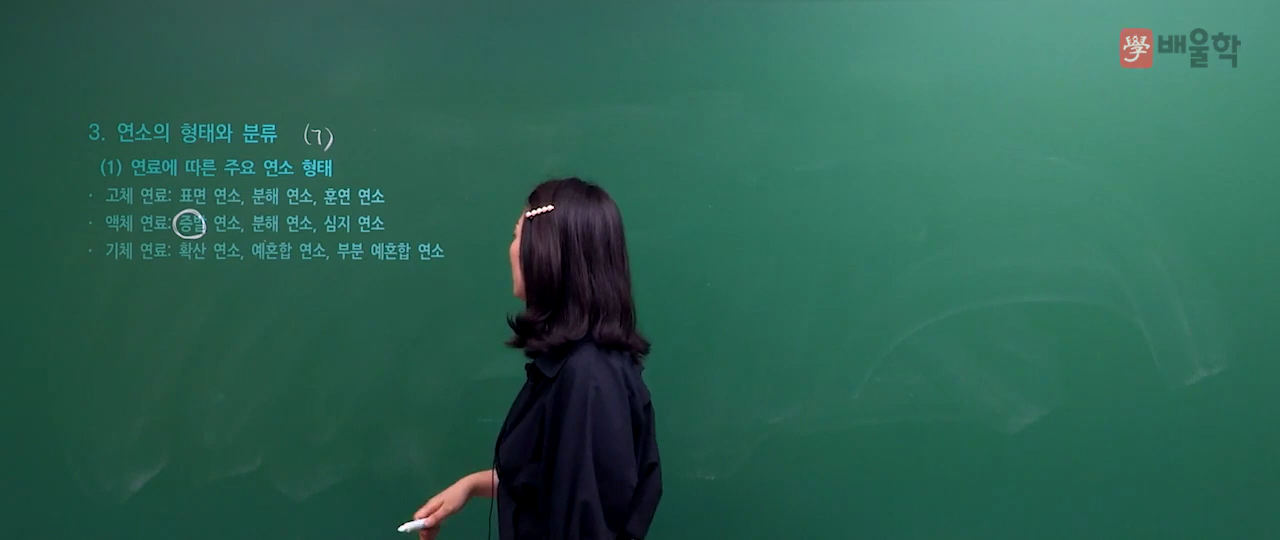 學 배울학
3. 연소의 형태와 분류 (7)
(1) 연료에 따른 주요 연소 형태
· 고체 연료: 표면 연소, 분해 연소, 훈연 연소
· 액체 연료: 증발 연소, 분해 연소, 심지 연소
· 기체 연료: 확산 연소, 예혼합 연소, 부분 예혼합 연소